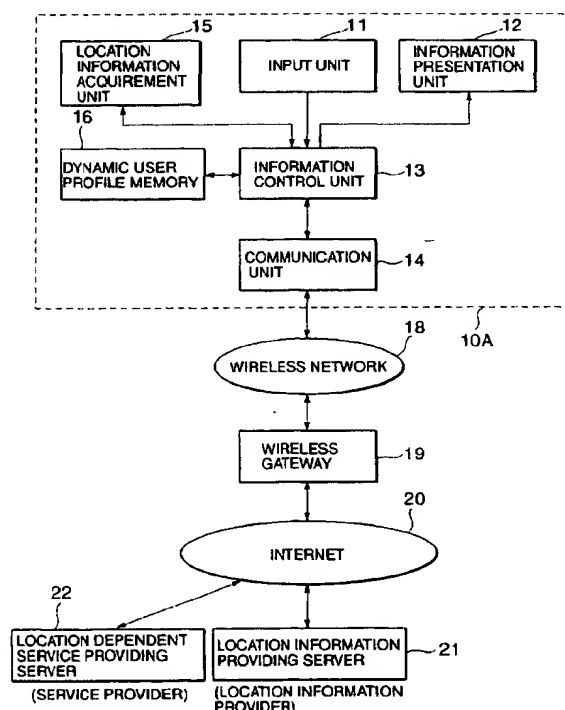 15
11
12
LOCATION
INFORMATION
ACQUIREMENT
UNIT
INPUT UNIT
INFORMATION
PRESENTATION
UNIT
16
DYNAMIC USER
PROFILE MEMORY
INFORMATION
CONTROL UNIT
13
COMMUNICATION
UNIT
14
10A
18
WIRELESS NETWORK
WIRELESS
GATEWAY
19
20
INTERNET
22
LOCATION DEPENDENT
SERVICE PROVIDING
SERVER
(SERVICE PROVIDER)
LOCATION INFORMATION
PROVIDING SERVER
21
(LOCATION INFORMATION
PROVIDER)